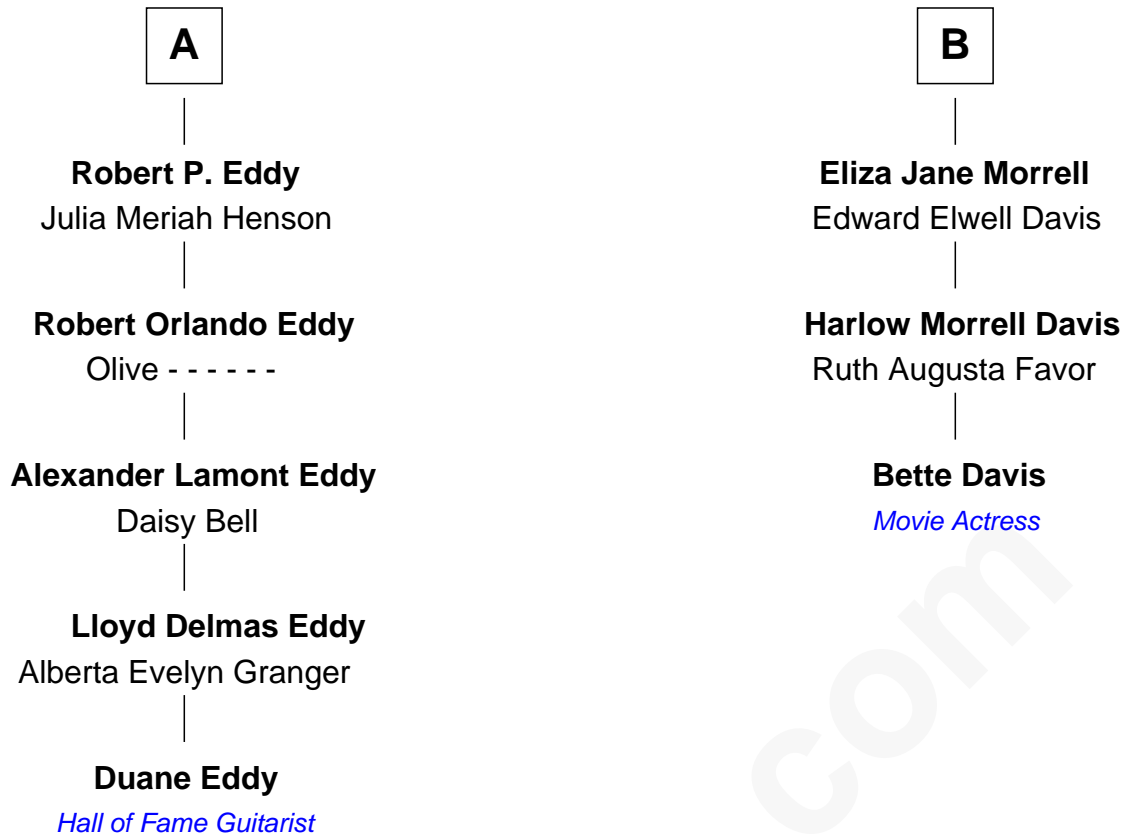 A
Robert P. Eddy
Julia Meriah Henson
Robert Orlando Eddy
Olive - - - - - -
Alexander Lamont Eddy
Daisy Bell
Lloyd Delmas Eddy
Alberta Evelyn Granger
Duane Eddy
Hall of Fame Guitarist
B
Eliza Jane Morrell
Edward Elwell Davis
Harlow Morrell Davis
Ruth Augusta Favor
Bette Davis
Movie Actress
com